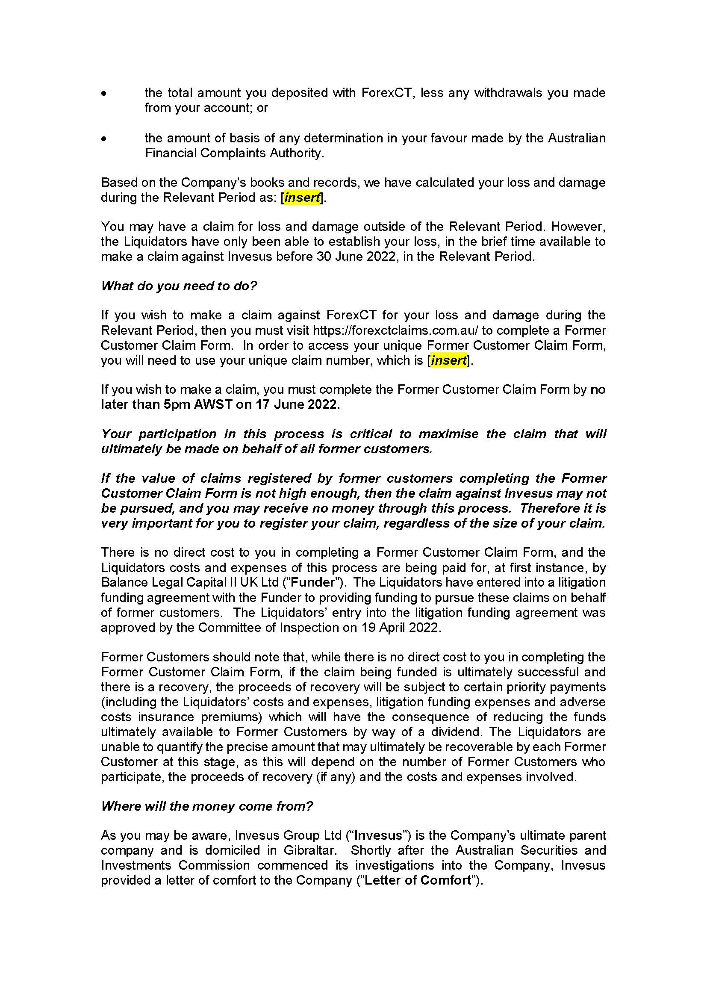 • the total amount you deposited with ForexCT, less any withdrawals you made
from your account; or
• the amount of basis of any determination in your favour made by the Australian
Financial Complaints Authority.
Based on the Company’s books and records, we have calculated your loss and damage
during the Relevant Period as: [insert].
You may have a claim for loss and damage outside of the Relevant Period. However,
the Liquidators have only been able to establish your loss, in the brief time available to
make a claim against Invesus before 30 June 2022, in the Relevant Period.
What do you need to do?
If you wish to make a claim against ForexCT for your loss and damage during the
Relevant Period, then you must visit https://forexctclaims.com.au/ to complete a Former
Customer Claim Form. In order to access your unique Former Customer Claim Form,
you will need to use your unique claim number, which is [insert].
If you wish to make a claim, you must complete the Former Customer Claim Form by no
later than 5pm AWST on 17 June 2022.
Your participation in this process is critical to maximise the claim that will
ultimately be made on behalf of all former customers.
If the value of claims registered by former customers completing the Former
Customer Claim Form is not high enough, then the claim against Invesus may not
be pursued, and you may receive no money through this process. Therefore it is
very important for you to register your claim, regardless of the size of your claim.
There is no direct cost to you in completing a Former Customer Claim Form, and the
Liquidators costs and expenses of this process are being paid for, at first instance, by
Balance Legal Capital II UK Ltd (“Funder”). The Liquidators have entered into a litigation
funding agreement with the Funder to providing funding to pursue these claims on behalf
of former customers. The Liquidators’ entry into the litigation funding agreement was
approved by the Committee of Inspection on 19 April 2022.
Former Customers should note that, while there is no direct cost to you in completing the
Former Customer Claim Form, if the claim being funded is ultimately successful and
there is a recovery, the proceeds of recovery will be subject to certain priority payments
(including the Liquidators’ costs and expenses, litigation funding expenses and adverse
costs insurance premiums) which will have the consequence of reducing the funds
ultimately available to Former Customers by way of a dividend. The Liquidators are
unable to quantify the precise amount that may ultimately be recoverable by each Former
Customer at this stage, as this will depend on the number of Former Customers who
participate, the proceeds of recovery (if any) and the costs and expenses involved.
Where will the money come from?
As you may be aware, Invesus Group Ltd (“Invesus”) is the Company’s ultimate parent
company and is domiciled in Gibraltar. Shortly after the Australian Securities and
Investments Commission commenced its investigations into the Company, Invesus
provided a letter of comfort to the Company (“Letter of Comfort”).